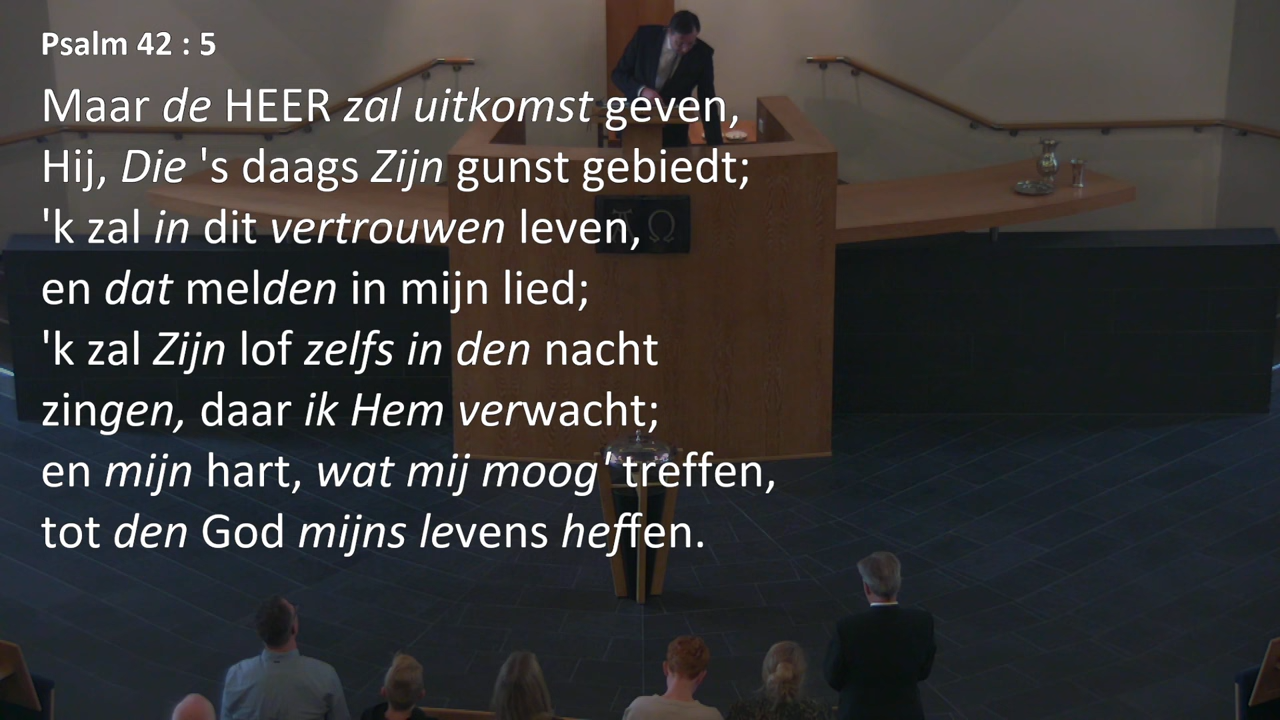 Psalm 42 : 5
Maar de HEER zal uitkomst geven,
Hij, Die 's daags Zijn gunst gebiedt;
'k zal in dit vertrouwen leven,
en dat melden in mijn lied;
'k zal Zijn lof zelfs in den nacht
zingen, daar ik Hem verwacht;
en mijn hart, wat mij moog' treffen,
tot den God mijns levens heffen.
Α Ω